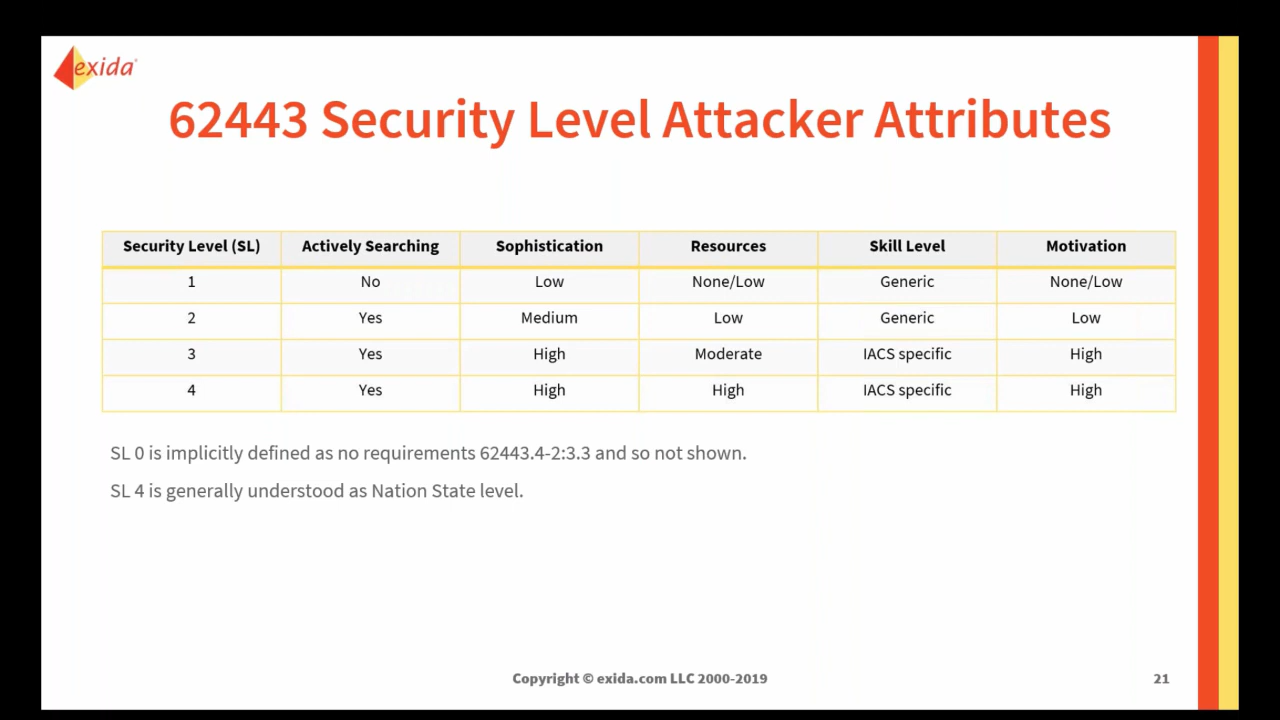 exida
62443 Security Level Attacker Attributes
Security Level (SL) Actively Searching Sophistication Resources Skill Level Motivation
1 No Low None/Low Generic None/Low
2 Yes Medium Low Generic Low
3 Yes High Moderate IACS specific High
4 Yes High High IACS specific High
SL 0 is implicitly defined as no requirements 62443.4-2:3.3 and so not shown.
SL 4 is generally understood as Nation State level.
Copyright © exida.com LLC 2000-2019
21